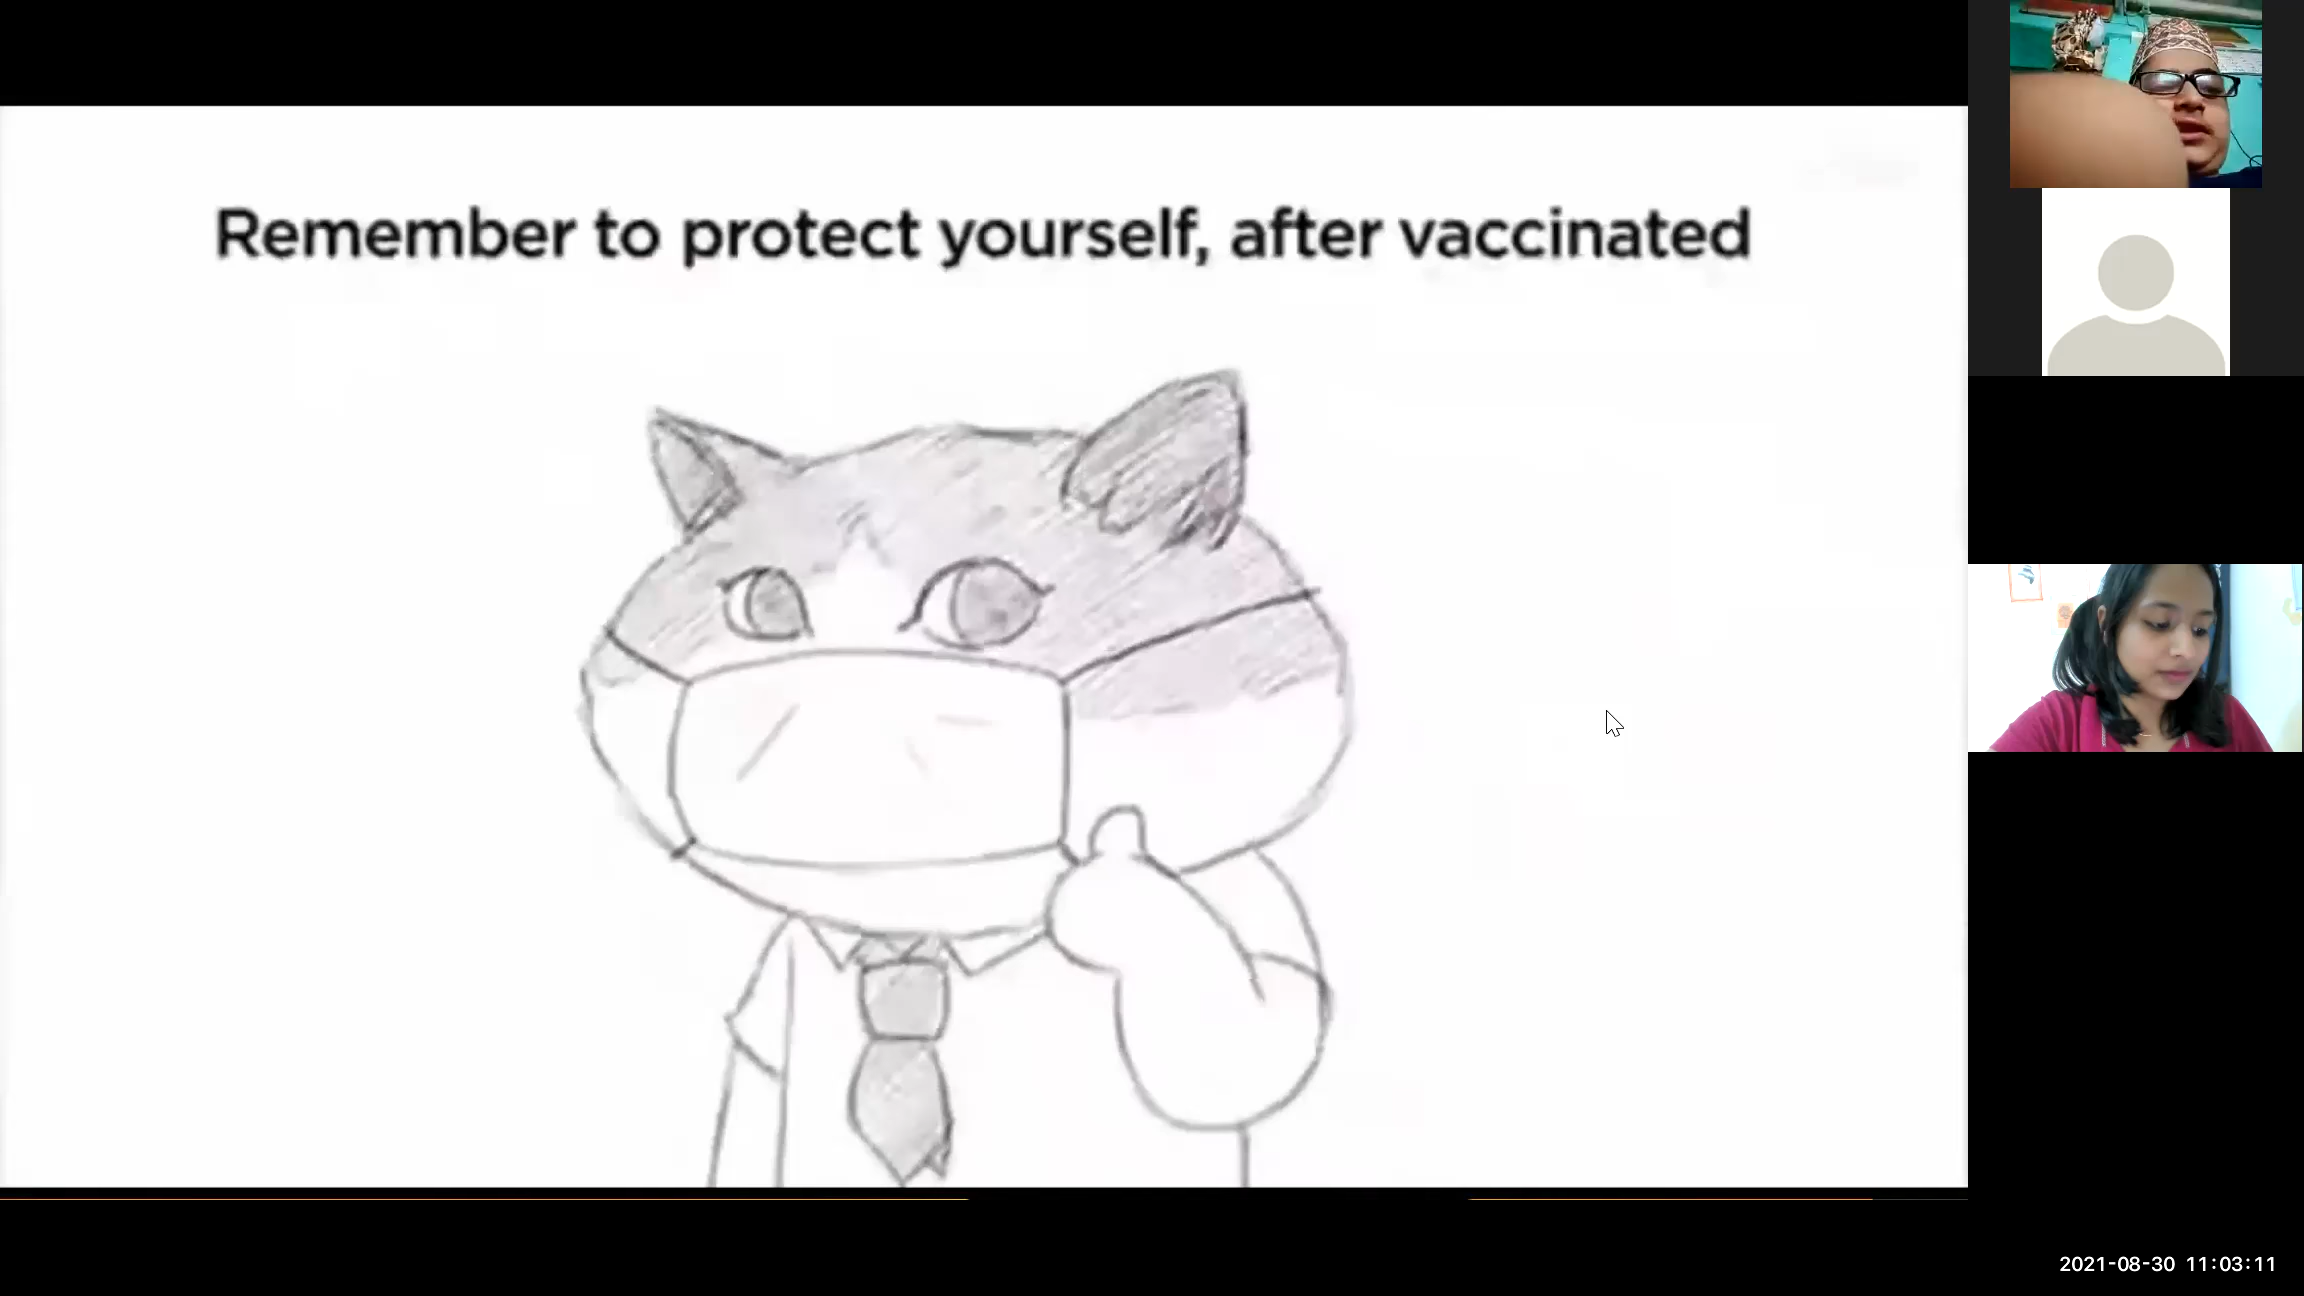 Remember to protect yourself, after vaccinated
2021-08-30 11:03:11